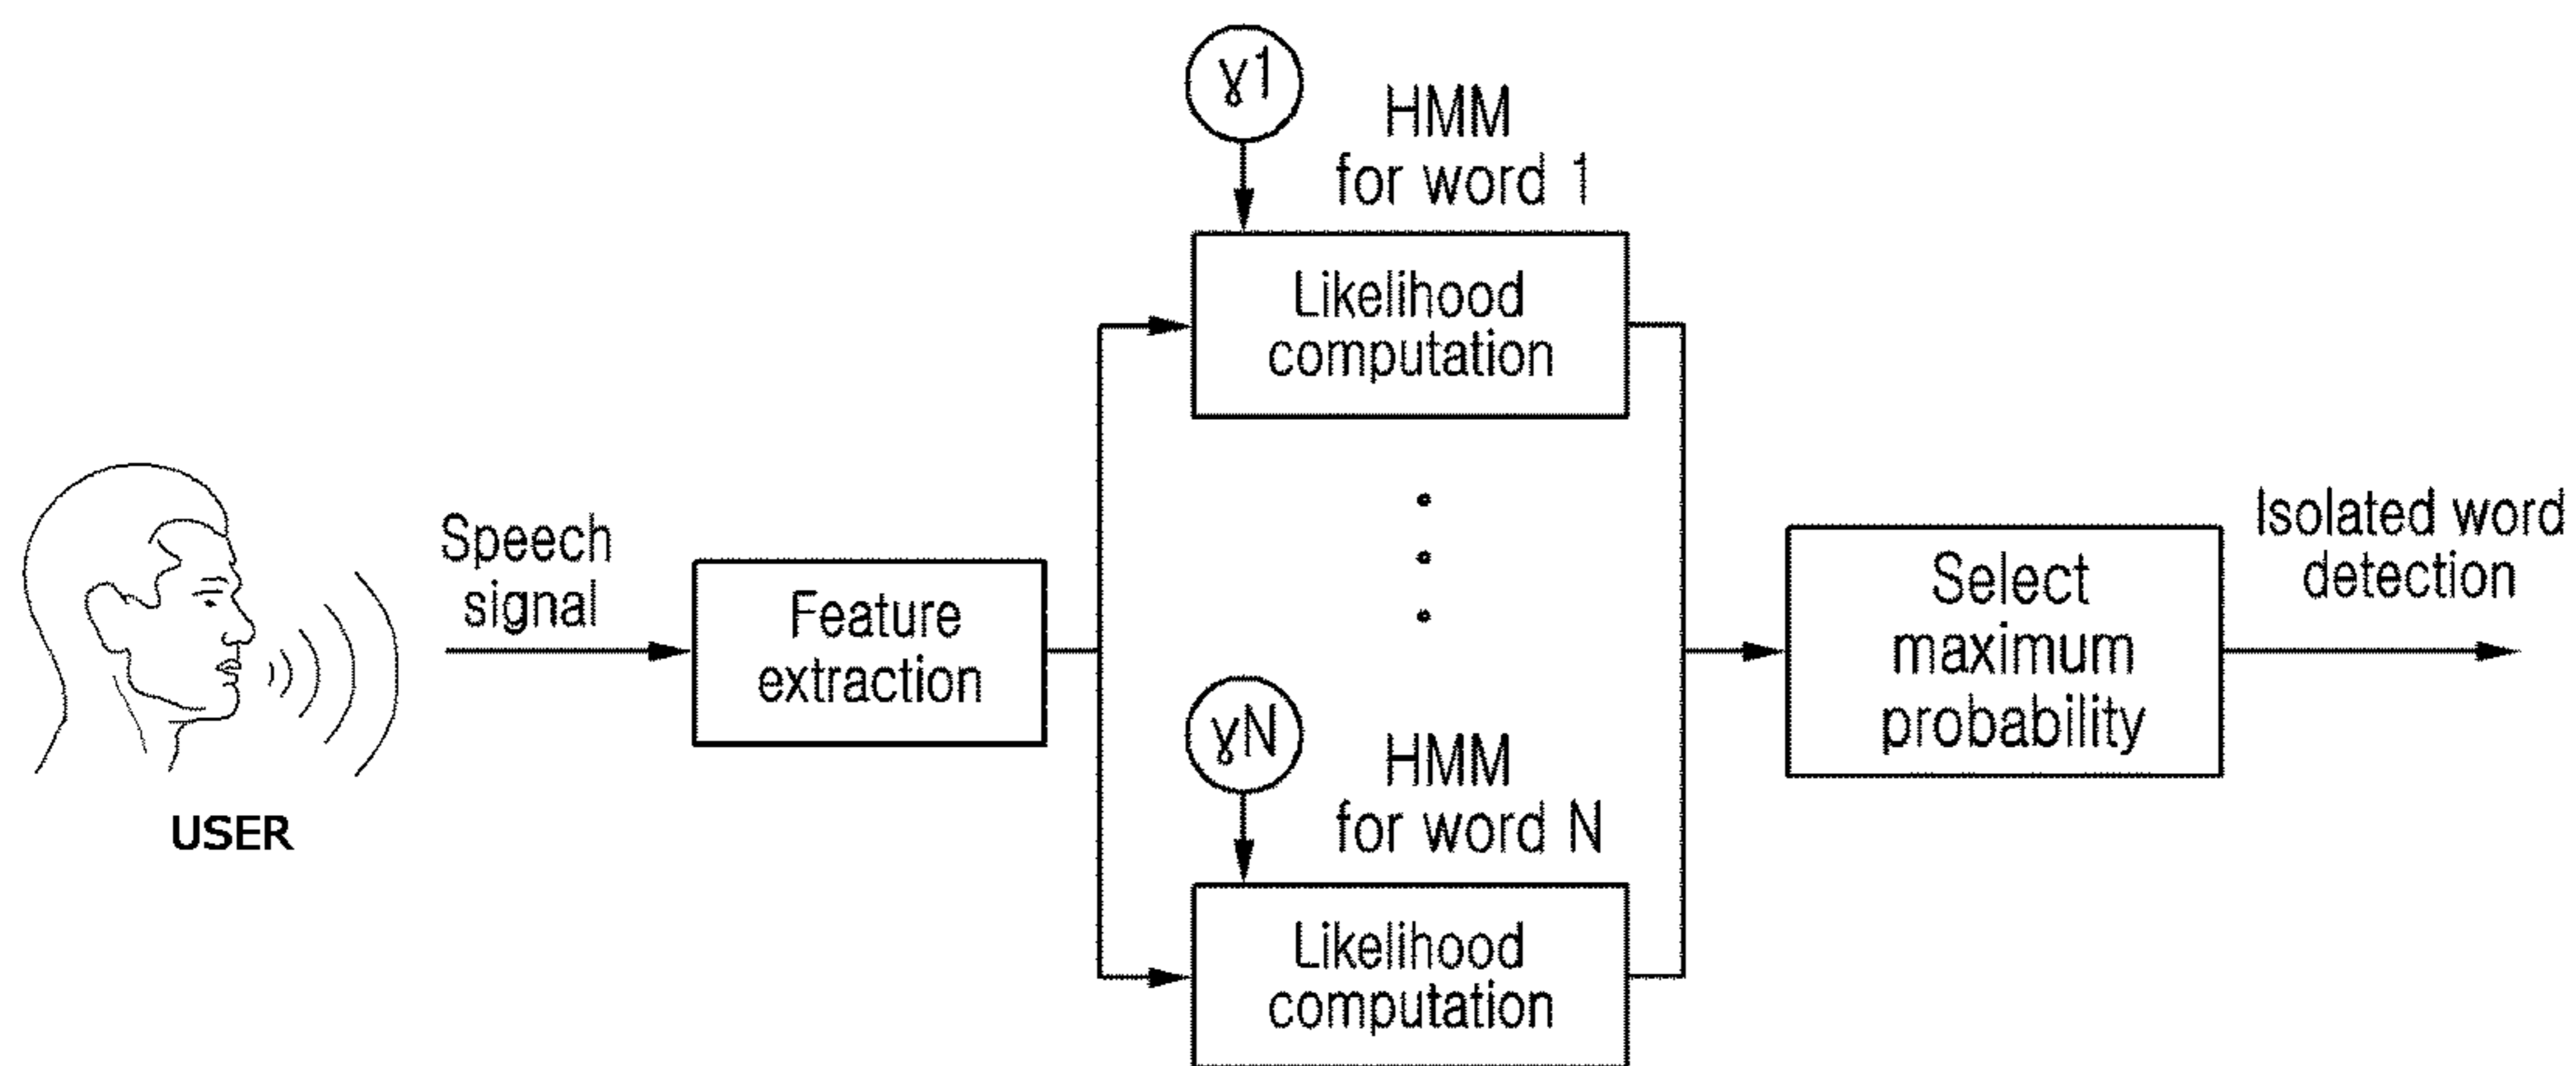 γ1
HMM
for word 1
Likelihood
computation
Speech
signal
Feature
extraction
USER
γN
HMM
for word N
Likelihood
computation
Select
maximum
probability
Isolated word
detection